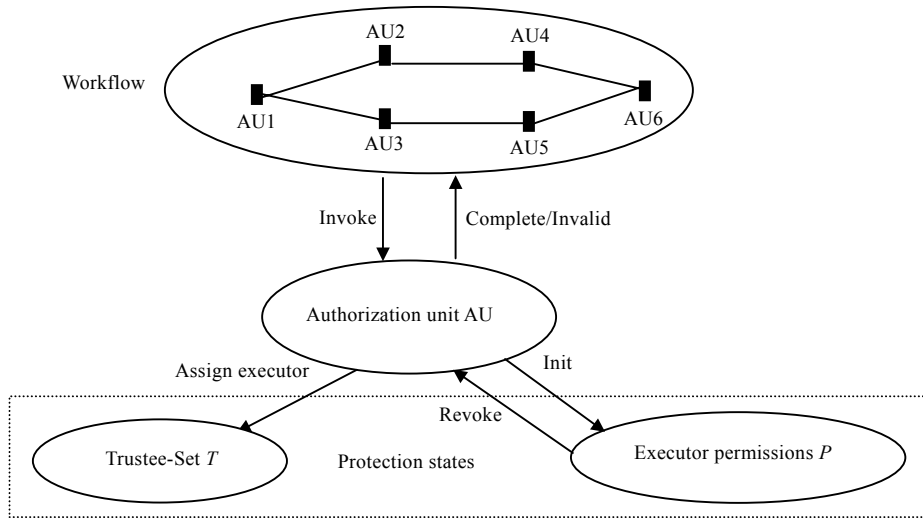 AU2
AU4
Workflow
AU1
AU6
AU3
AU5
Invoke
Complete/Invalid
Authorization unit AU
Assign executor
Init
Revoke
Trustee-Set T
Protection states
Executor permissions P